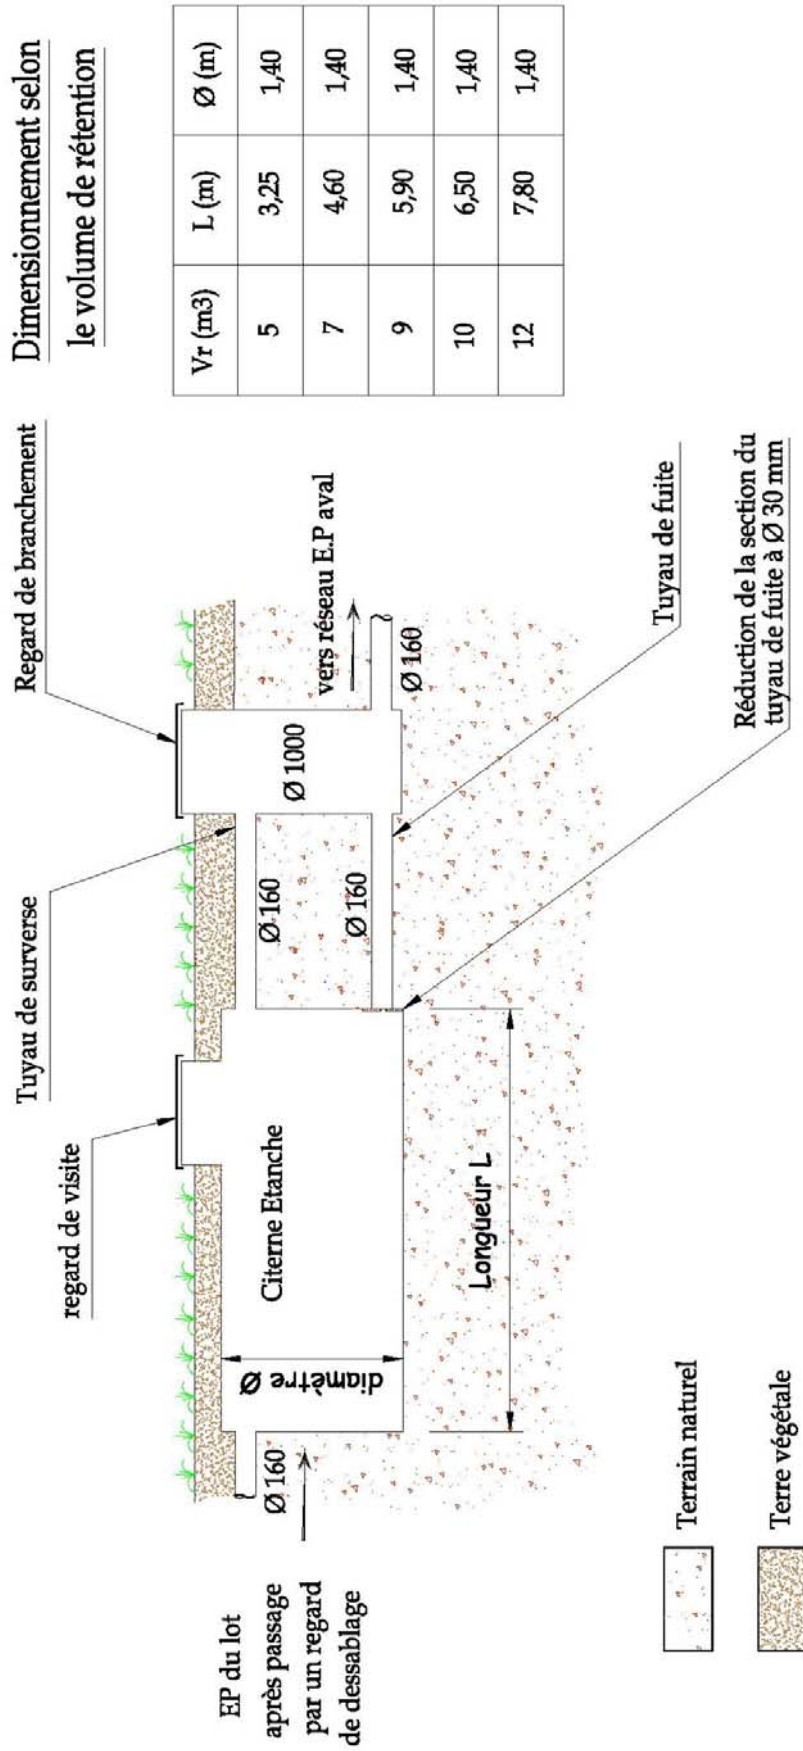 Dimensionnement selon
le volume de rétention
Vr (m3) L (m) Ø (m)
5 3,25 1,40
7 4,60 1,40
9 5,90 1,40
10 6,50 1,40
12 7,80 1,40
regard de visite
Tuyau de surverse
Regard de branchement
EP du lot
après passage
par un regard
de dessablage
Ø 160
diamètre Ø
Citerne Etanche
Ø 160
Ø 160
Ø 1000
vers réseau E.P aval
Ø 160
Longueur L
Tuyau de fuite
Réduction de la section du
tuyau de fuite à Ø 30 mm
Terrain naturel
Terre végétale